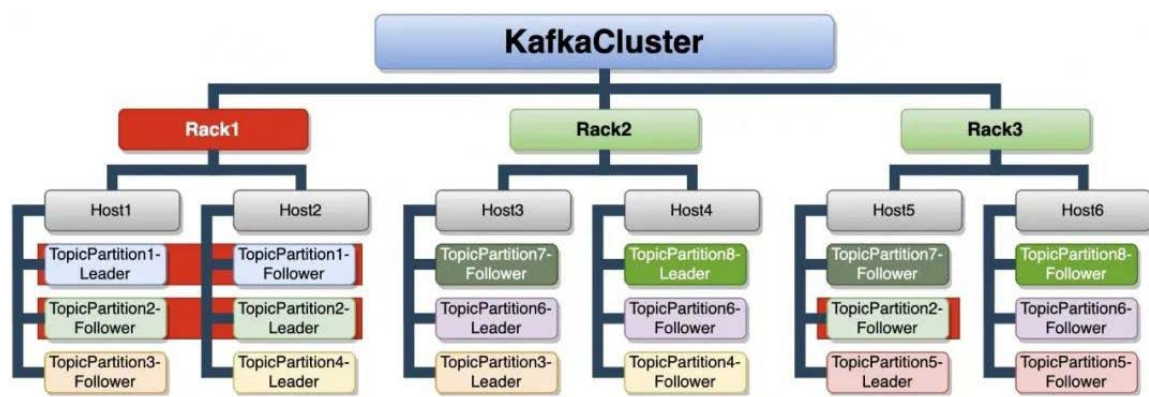 KafkaCluster
Rack1
Rack2
Rack3
Host1
Host2
Host3
Host4
Host5
Host6
TopicPartition1-
Leader
TopicPartition1-
Follower
TopicPartition7-
Follower
TopicPartition8-
Leader
TopicPartition7-
Follower
TopicPartition8-
Follower
TopicPartition2-
Follower
TopicPartition2-
Leader
TopicPartition6-
Leader
TopicPartition6-
Follower
TopicPartition2-
Follower
TopicPartition6-
Follower
TopicPartition3-
Follower
TopicPartition4-
Leader
TopicPartition3-
Leader
TopicPartition4-
Follower
TopicPartition5-
Leader
TopicPartition5-
Follower